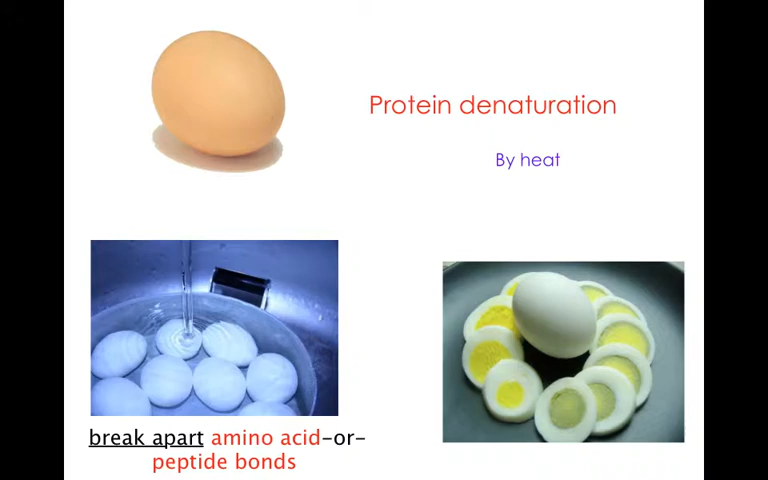 Protein denaturation
By heat
break apart amino acid-or-
peptide bonds